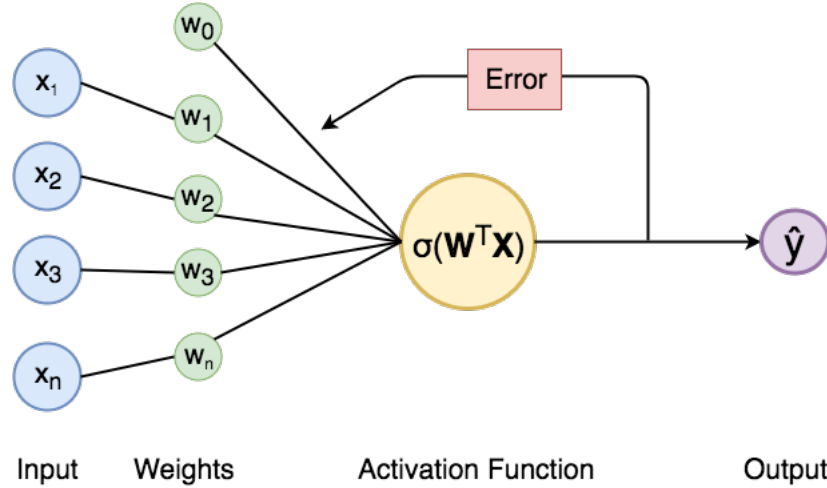 w₀
x₁
w₁
Error
x₂
w₂
σ(WᵀX)
ŷ
x₃
w₃
xₙ
wₙ
Input
Weights
Activation Function
Output